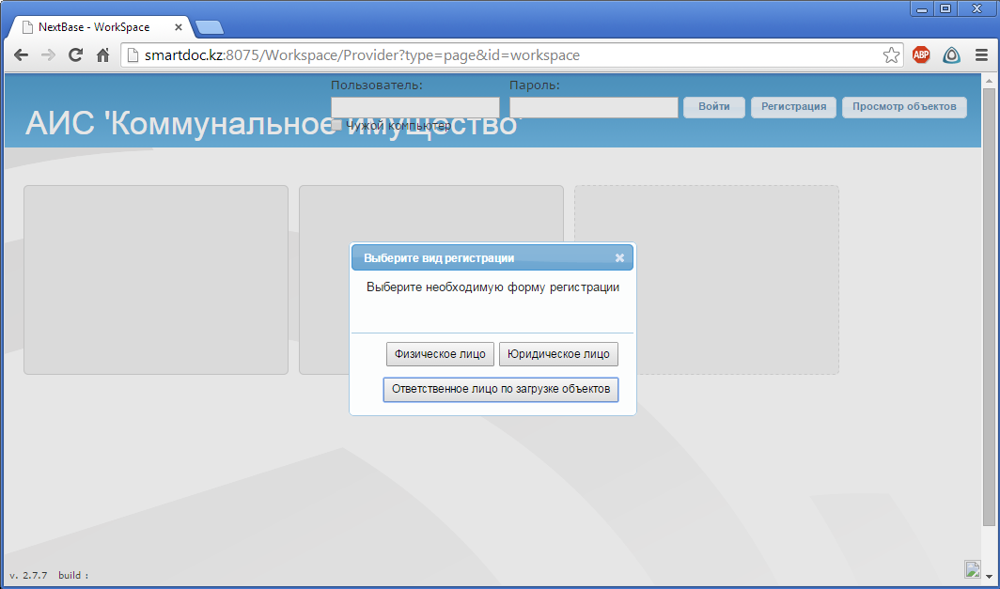 NextBase - WorkSpace
smartdoc.kz:8075/Workspace/Provider?type=page&id=workspace
ABP
Пользователь: Пароль:
Войти Регистрация Просмотр объектов
АИС 'Коммунальное имущество'
Чужой компьютер
Выберите вид регистрации
Выберите необходимую форму регистрации
Физическое лицо Юридическое лицо
Ответственное лицо по загрузке объектов
v. 2.7.7 build :